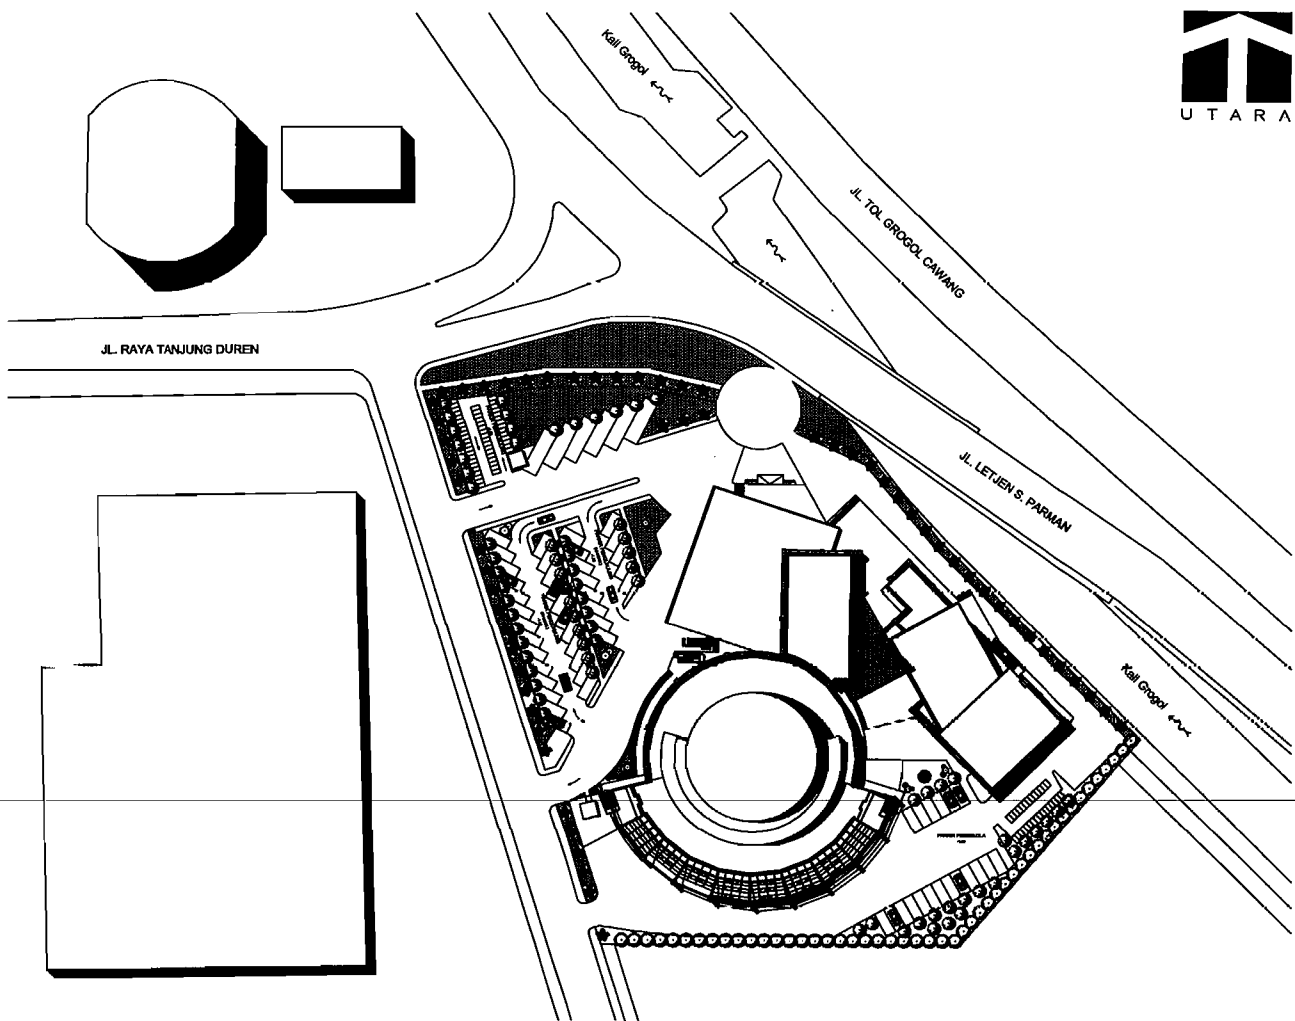 Kali Grogol
UTARA
JL. TOL GROGOL CAWANG
JL. RAYA TANJUNG DUREN
JL. LETJEN S. PARMAN
Kali Grogol